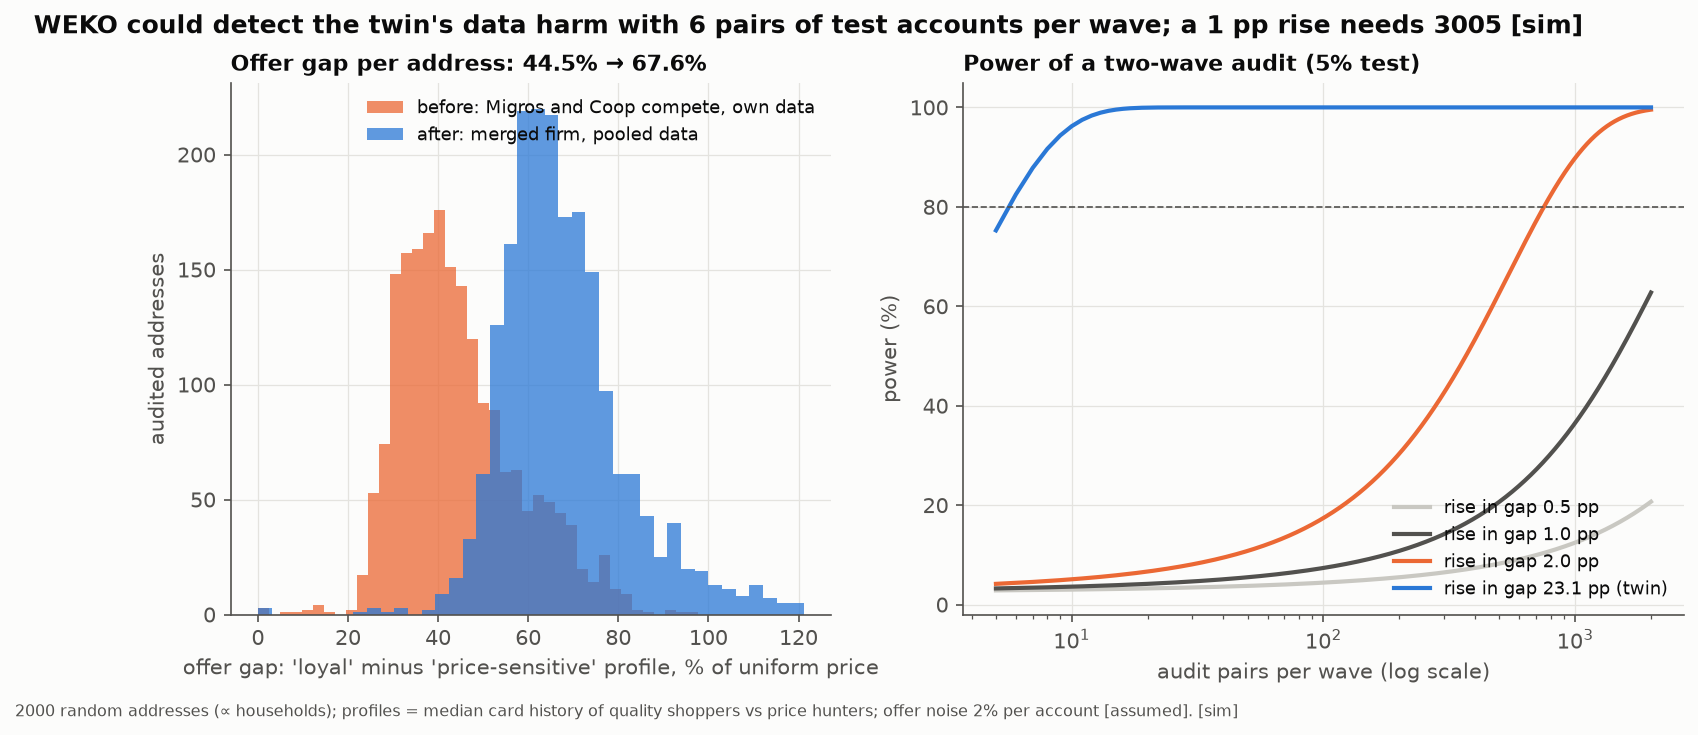 WEKO could detect the twin's data harm with 6 pairs of test accounts per wave; a 1 pp rise needs 3005 [sim]
Offer gap per address: 44.5% → 67.6%
before: Migros and Coop compete, own data
after: merged firm, pooled data
200
150
100
50
0
audited addresses
0 20 40 60 80 100 120
offer gap: 'loyal' minus 'price-sensitive' profile, % of uniform price
Power of a two-wave audit (5% test)
100
80
60
40
20
0
power (%)
rise in gap 0.5 pp
rise in gap 1.0 pp
rise in gap 2.0 pp
rise in gap 23.1 pp (twin)
10¹ 10² 10³
audit pairs per wave (log scale)
2000 random addresses (∝ households); profiles = median card history of quality shoppers vs price hunters; offer noise 2% per account [assumed]. [sim]